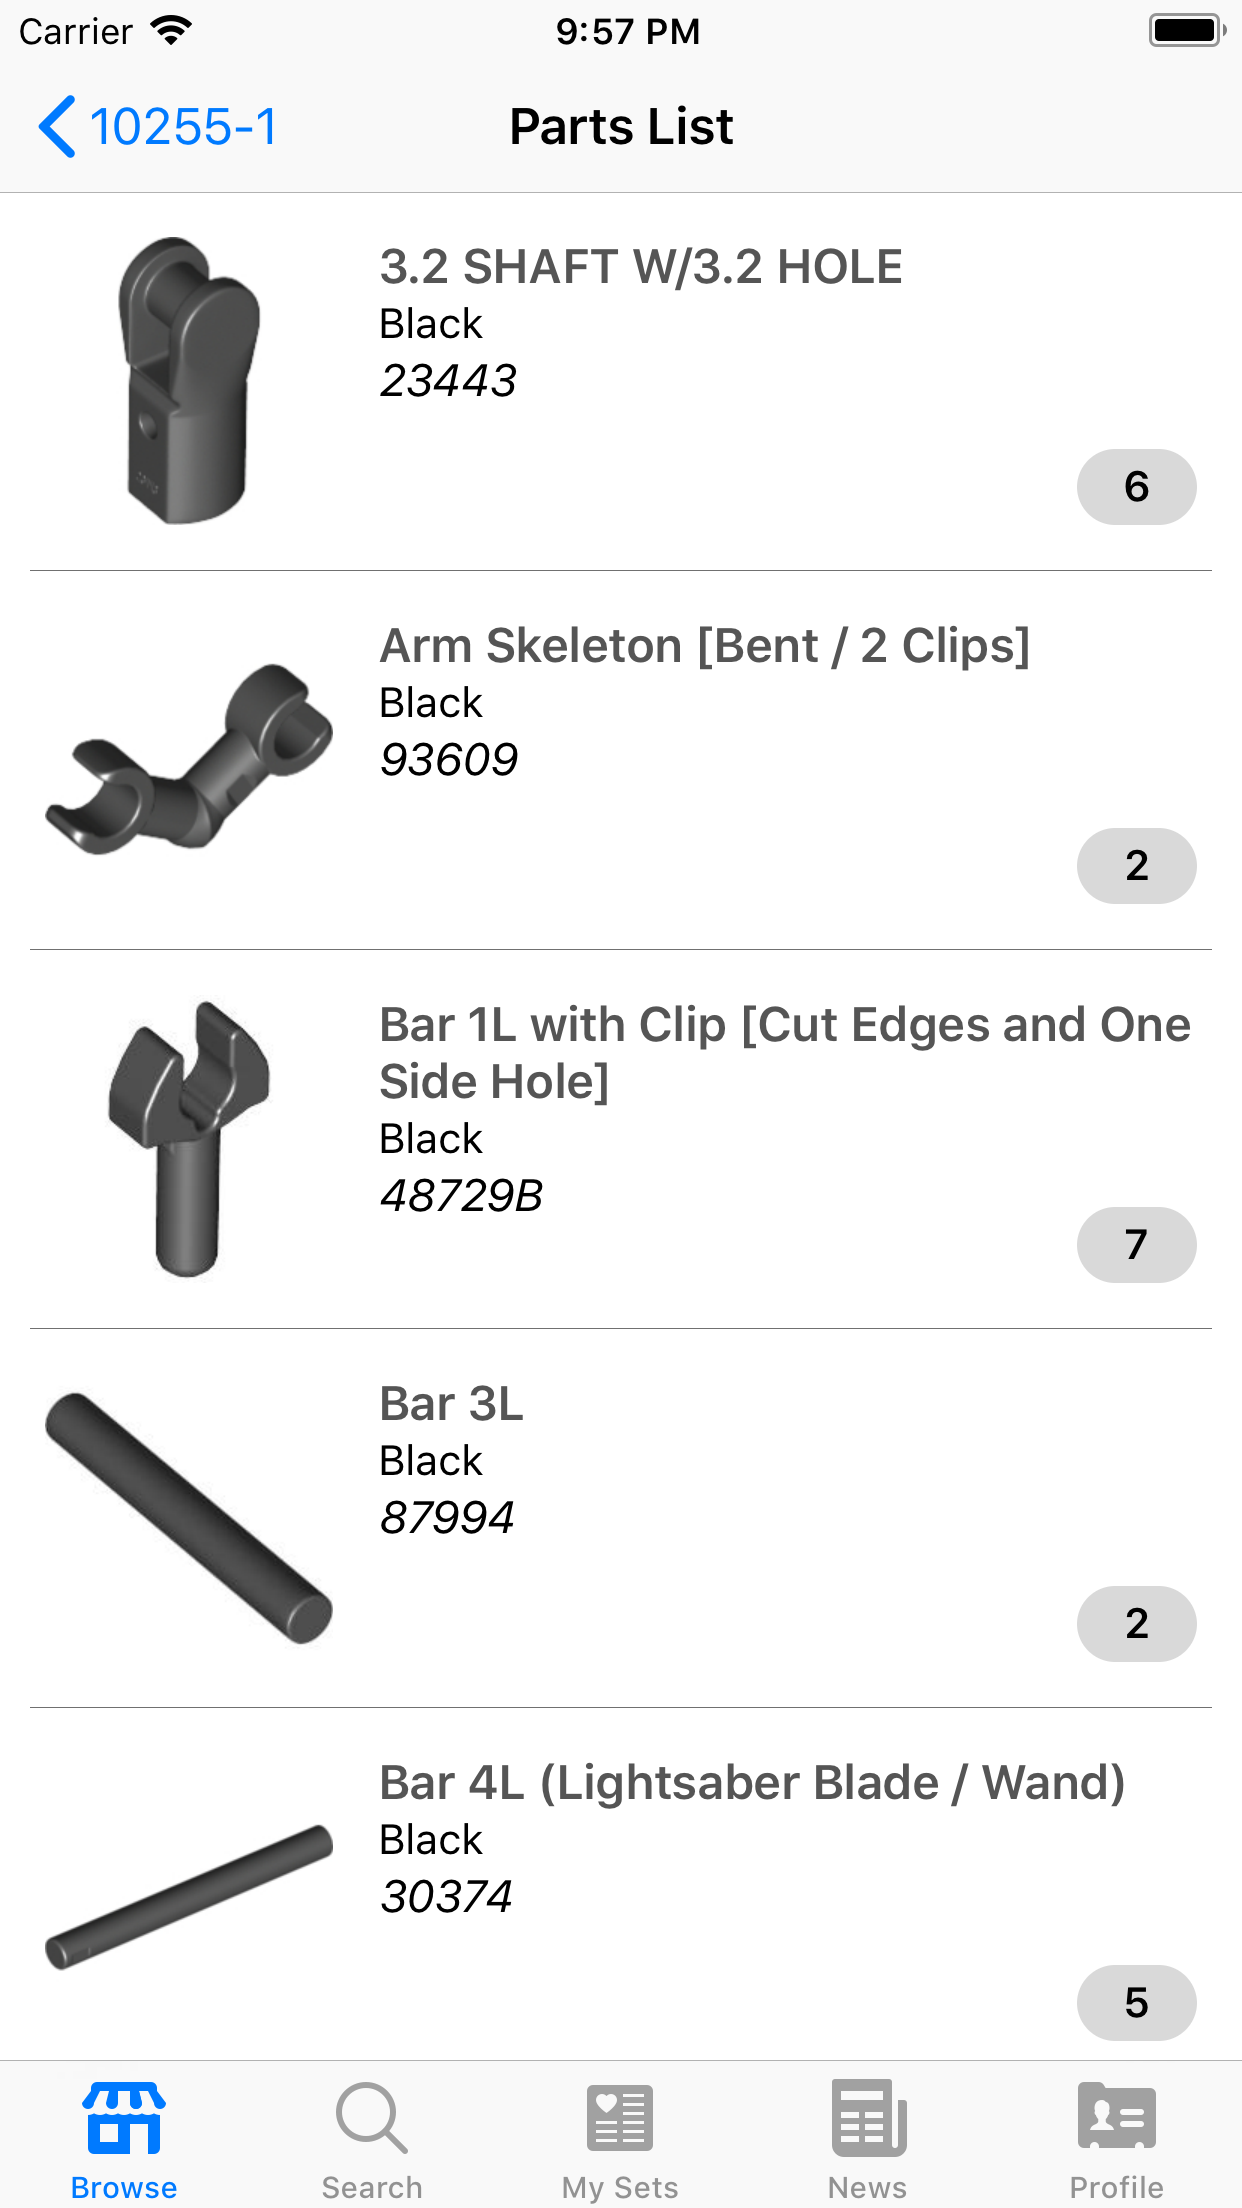 Carrier 9:57 PM
10255-1 Parts List
3.2 SHAFT W/3.2 HOLE
Black
23443
6
Arm Skeleton [Bent / 2 Clips]
Black
93609
2
Bar 1L with Clip [Cut Edges and One
Side Hole]
Black
48729B
7
Bar 3L
Black
87994
2
Bar 4L (Lightsaber Blade / Wand)
Black
30374
5
Browse Search My Sets News Profile